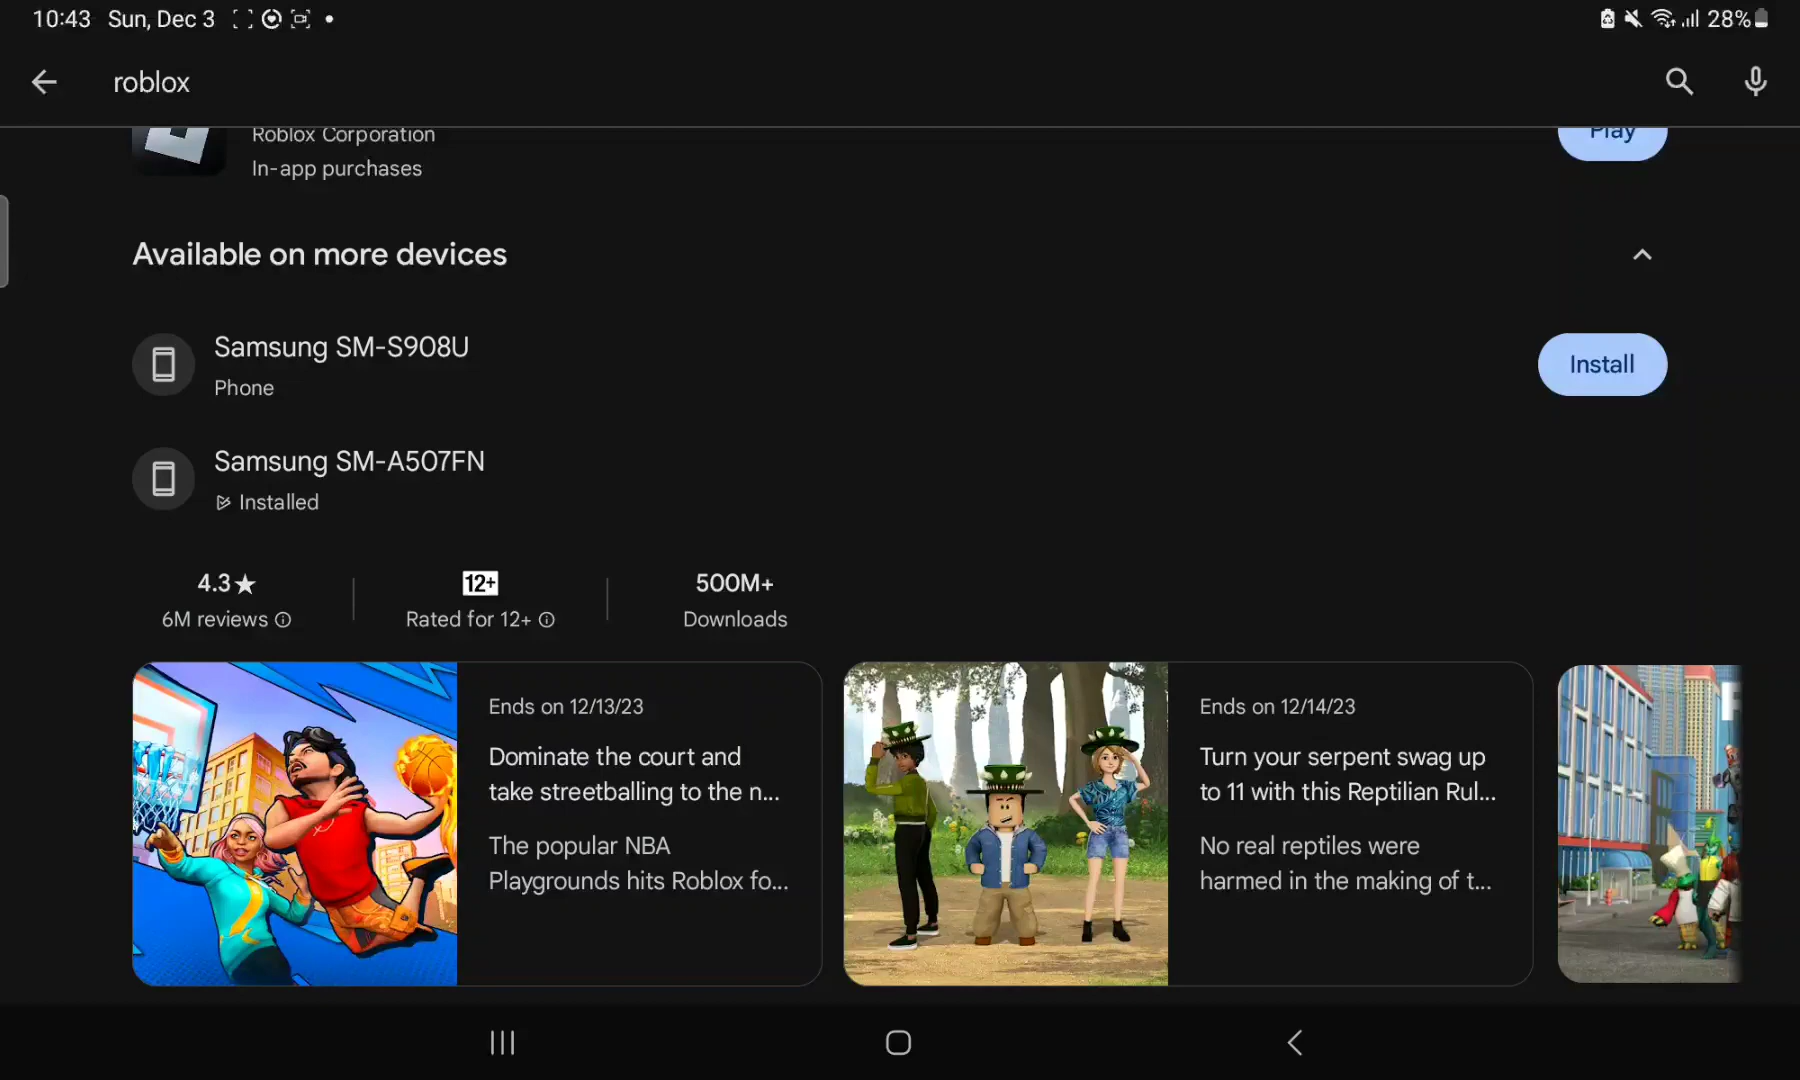 10:43 Sun, Dec 3
28%
roblox
Roblox Corporation
In-app purchases
Play
Available on more devices
Samsung SM-S908U
Phone
Install
Samsung SM-A507FN
Installed
4.3★
6M reviews
12+
Rated for 12+
500M+
Downloads
Ends on 12/13/23
Dominate the court and
take streetballing to the n...
The popular NBA
Playgrounds hits Roblox fo...
Ends on 12/14/23
Turn your serpent swag up
to 11 with this Reptilian Rul...
No real reptiles were
harmed in the making of t...